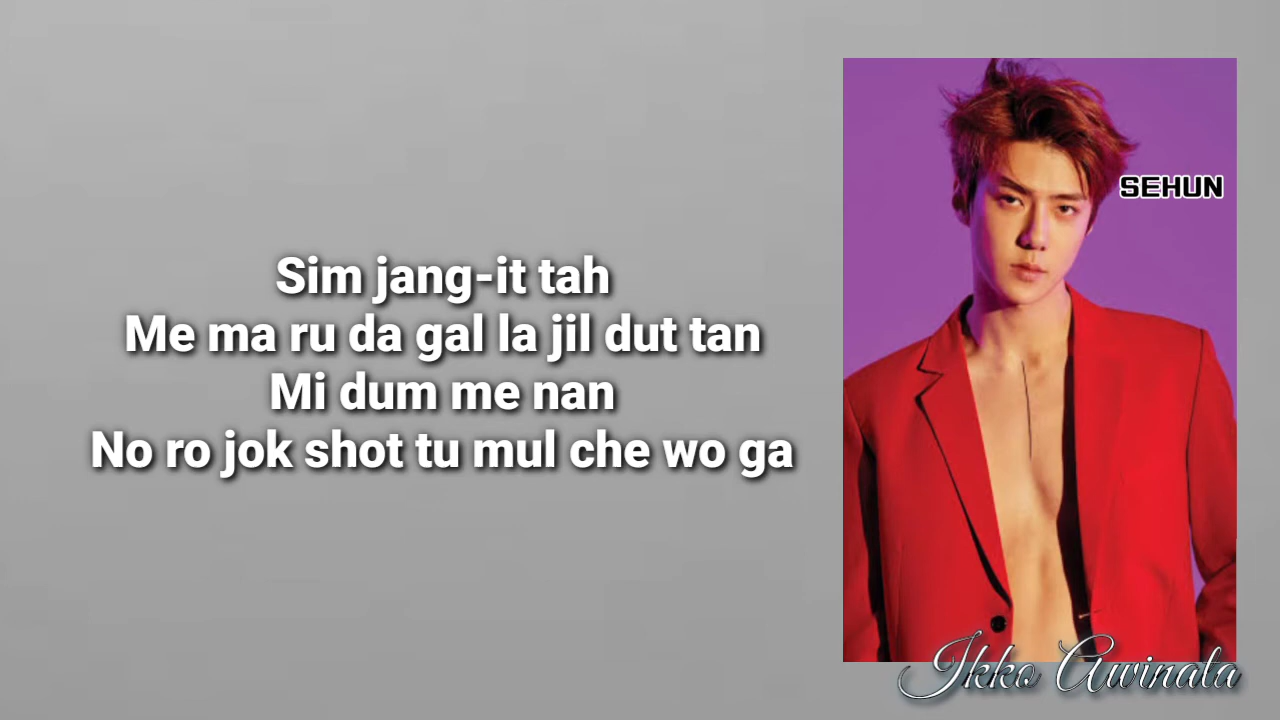 Sim jang-it tah
Me ma ru da gal la jil dut tan
Mi dum me nan
No ro jok shot tu mul che wo ga
SEHUN
Ikko Awinata